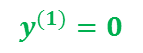 y⁽¹⁾ = 0